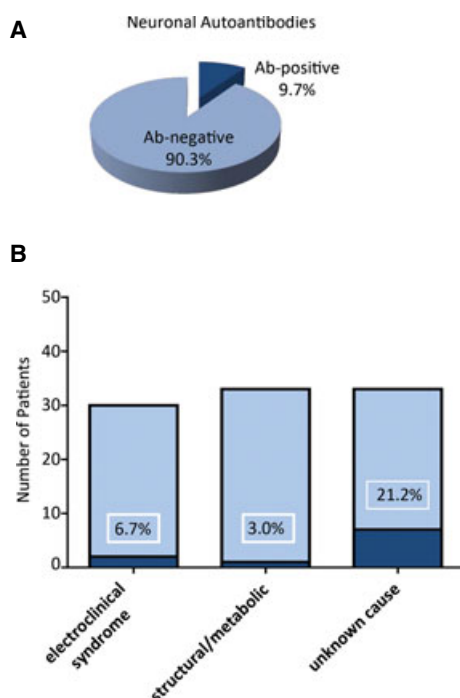 A
Neuronal Autoantibodies
Ab-positive
9.7%
Ab-negative
90.3%
B
Number of Patients
50
40
30
20
10
0
6.7%
3.0%
21.2%
electroclinical
syndrome
structural/metabolic
unknown cause